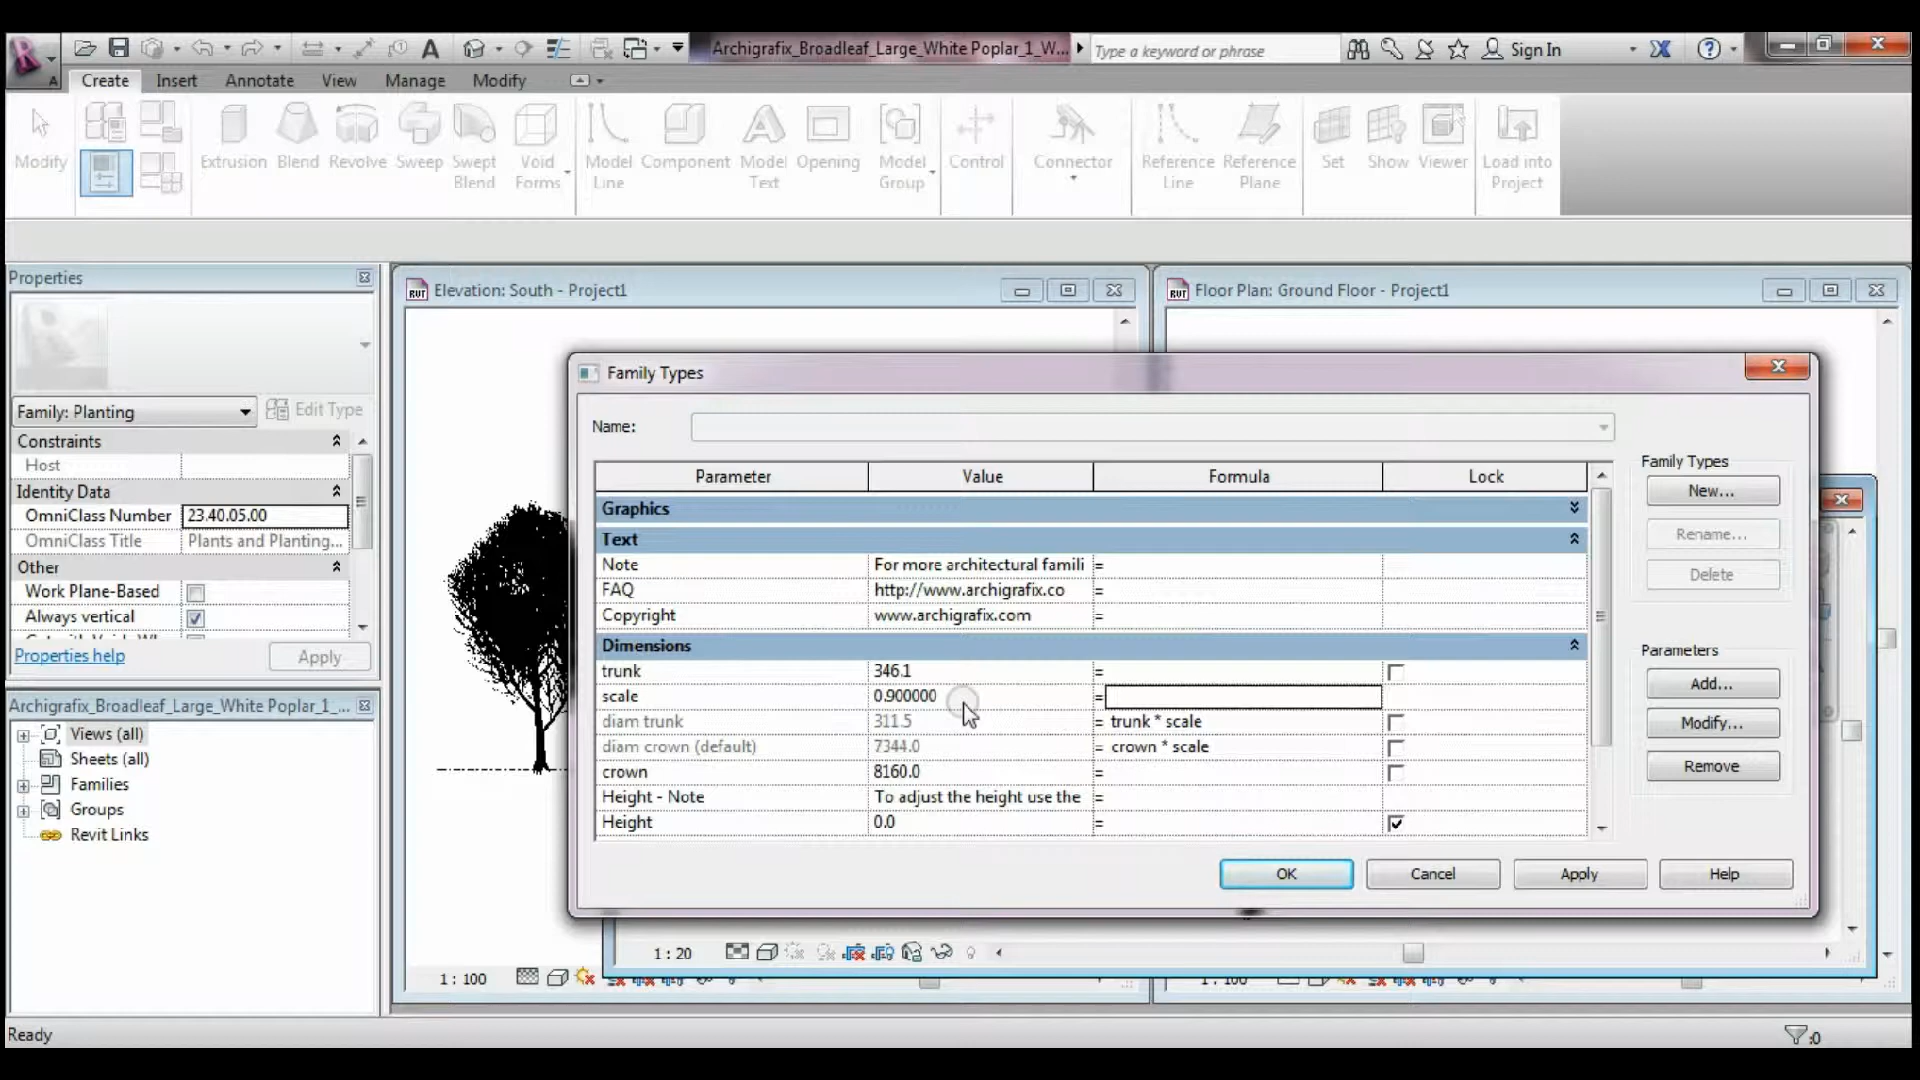 Archigrafix_Broadleaf_Large_White Poplar_1_W...
Type a keyword or phrase
Sign In
Create Insert Annotate View Manage Modify
Modify
Extrusion
Blend
Revolve
Sweep
Swept Blend
Void Forms
Model Line
Component
Model Text
Opening
Model Group
Control
Connector
Reference Line
Reference Plane
Set
Show
Viewer
Load into Project
Properties
Family: Planting
Edit Type
Constraints
Host
Identity Data
OmniClass Number 23.40.05.00
OmniClass Title Plants and Planting...
Other
Work Plane-Based
Always vertical
Properties help
Apply
Archigrafix_Broadleaf_Large_White Poplar_1_...
Views (all)
Sheets (all)
Families
Groups
Revit Links
RVT Elevation: South - Project1
RVT Floor Plan: Ground Floor - Project1
Family Types
Name:
Parameter Value Formula Lock
Graphics
Text
Note For more architectural famili =
FAQ http://www.archigrafix.co =
Copyright www.archigrafix.com =
Dimensions
trunk 346.1 =
scale 0.900000 =
diam trunk 311.5 = trunk * scale
diam crown (default) 7344.0 = crown * scale
crown 8160.0 =
Height - Note To adjust the height use the =
Height 0.0 =
Family Types
New...
Rename...
Delete
Parameters
Add...
Modify...
Remove
OK
Cancel
Apply
Help
1 : 20
1 : 100
1 : 100
Ready
:0